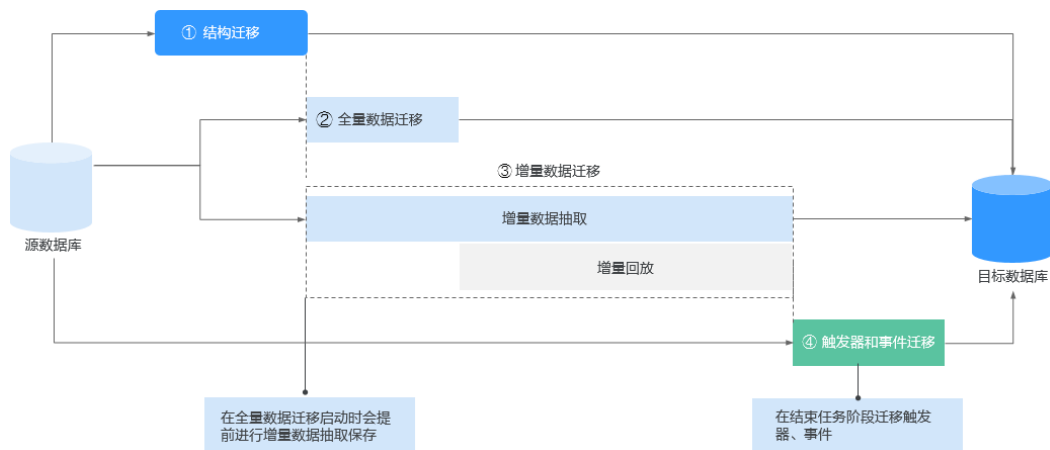 ① 结构迁移
② 全量数据迁移
③ 增量数据迁移
增量数据抽取
源数据库
增量回放
目标数据库
④ 触发器和事件迁移
在全量数据迁移启动时会提
前进行增量数据抽取保存
在结束任务阶段迁移触发
器、事件